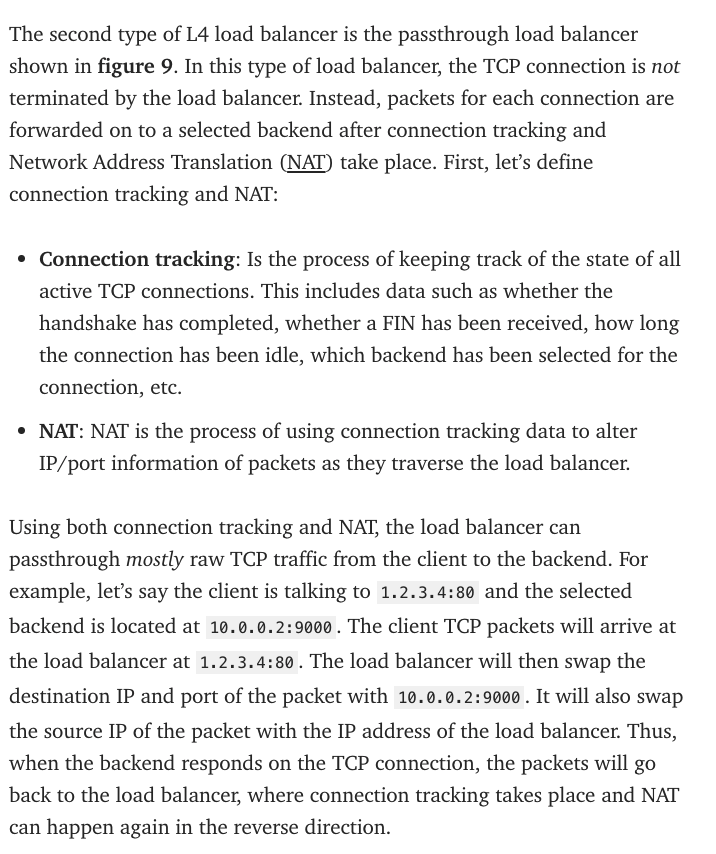 The second type of L4 load balancer is the passthrough load balancer
shown in figure 9. In this type of load balancer, the TCP connection is not
terminated by the load balancer. Instead, packets for each connection are
forwarded on to a selected backend after connection tracking and
Network Address Translation (NAT) take place. First, let’s define
connection tracking and NAT:
• Connection tracking: Is the process of keeping track of the state of all
active TCP connections. This includes data such as whether the
handshake has completed, whether a FIN has been received, how long
the connection has been idle, which backend has been selected for the
connection, etc.
• NAT: NAT is the process of using connection tracking data to alter
IP/port information of packets as they traverse the load balancer.
Using both connection tracking and NAT, the load balancer can
passthrough mostly raw TCP traffic from the client to the backend. For
example, let’s say the client is talking to 1.2.3.4:80 and the selected
backend is located at 10.0.0.2:9000. The client TCP packets will arrive at
the load balancer at 1.2.3.4:80. The load balancer will then swap the
destination IP and port of the packet with 10.0.0.2:9000. It will also swap
the source IP of the packet with the IP address of the load balancer. Thus,
when the backend responds on the TCP connection, the packets will go
back to the load balancer, where connection tracking takes place and NAT
can happen again in the reverse direction.